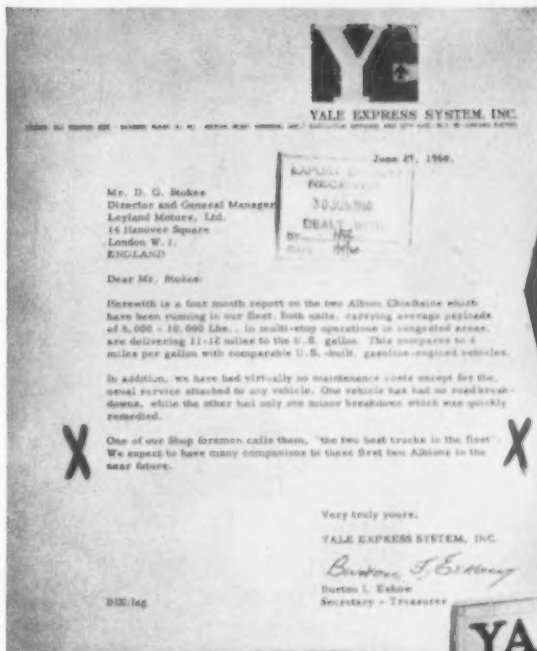 Y
YALE EXPRESS SYSTEM, INC.
June 27, 1960.
RECEIVED
30 JUN 1960
DEALT WITH
BY
DATE
Mr. D. G. Stokes
Director and General Manager
Leyland Motors, Ltd.
16 Hanover Square
London W. 1.
ENGLAND
Dear Mr. Stokes:
Herewith is a four month report on the two Albion Chieftains which
have been running in our fleet. Both units, carrying average payloads
of 8,000 - 10,000 Lbs., in multi-stop operations in congested areas,
are delivering 11-12 miles to the U.S. gallon. This compares to 6
miles per gallon with comparable U.S.-built, gasoline-engined vehicles.
In addition, we have had virtually no maintenance costs except for the
usual service attached to any vehicle. One vehicle has had no road break-
downs, while the other had only one minor breakdown which was quickly
remedied.
One of our Shop foremen calls them, "the two best trucks in the fleet".
We expect to have many companions to these first two Albions in the
near future.
X X
Very truly yours,
YALE EXPRESS SYSTEM, INC.
Burton I. Eskow
Secretary - Treasurer
YA